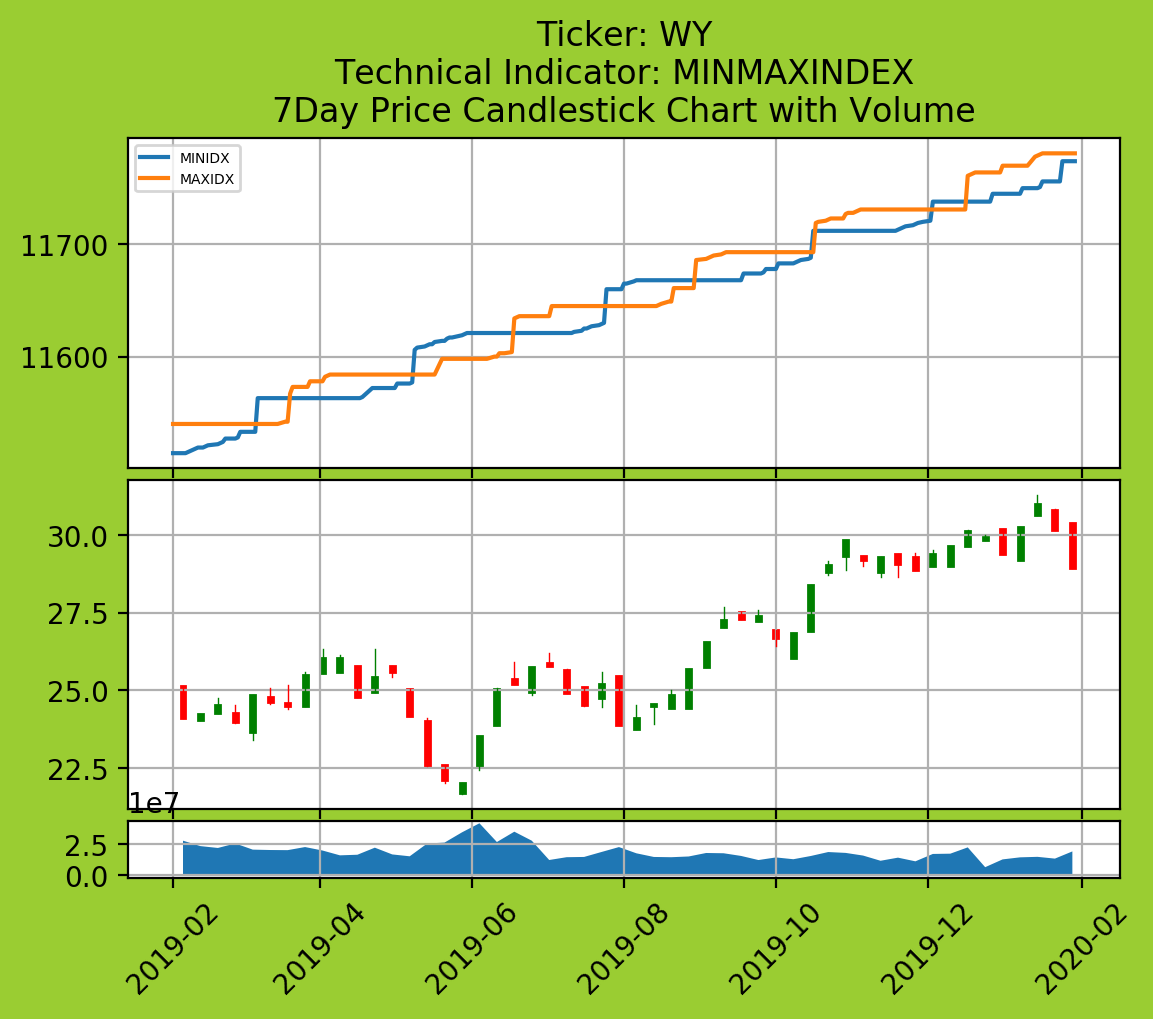 Ticker: WY
Technical Indicator: MINMAXINDEX
7Day Price Candlestick Chart with Volume
MINIDX
MAXIDX
11700
11600
30.0
27.5
25.0
22.5
1e7
2.5
0.0
2019-02
2019-04
2019-06
2019-08
2019-10
2019-12
2020-02